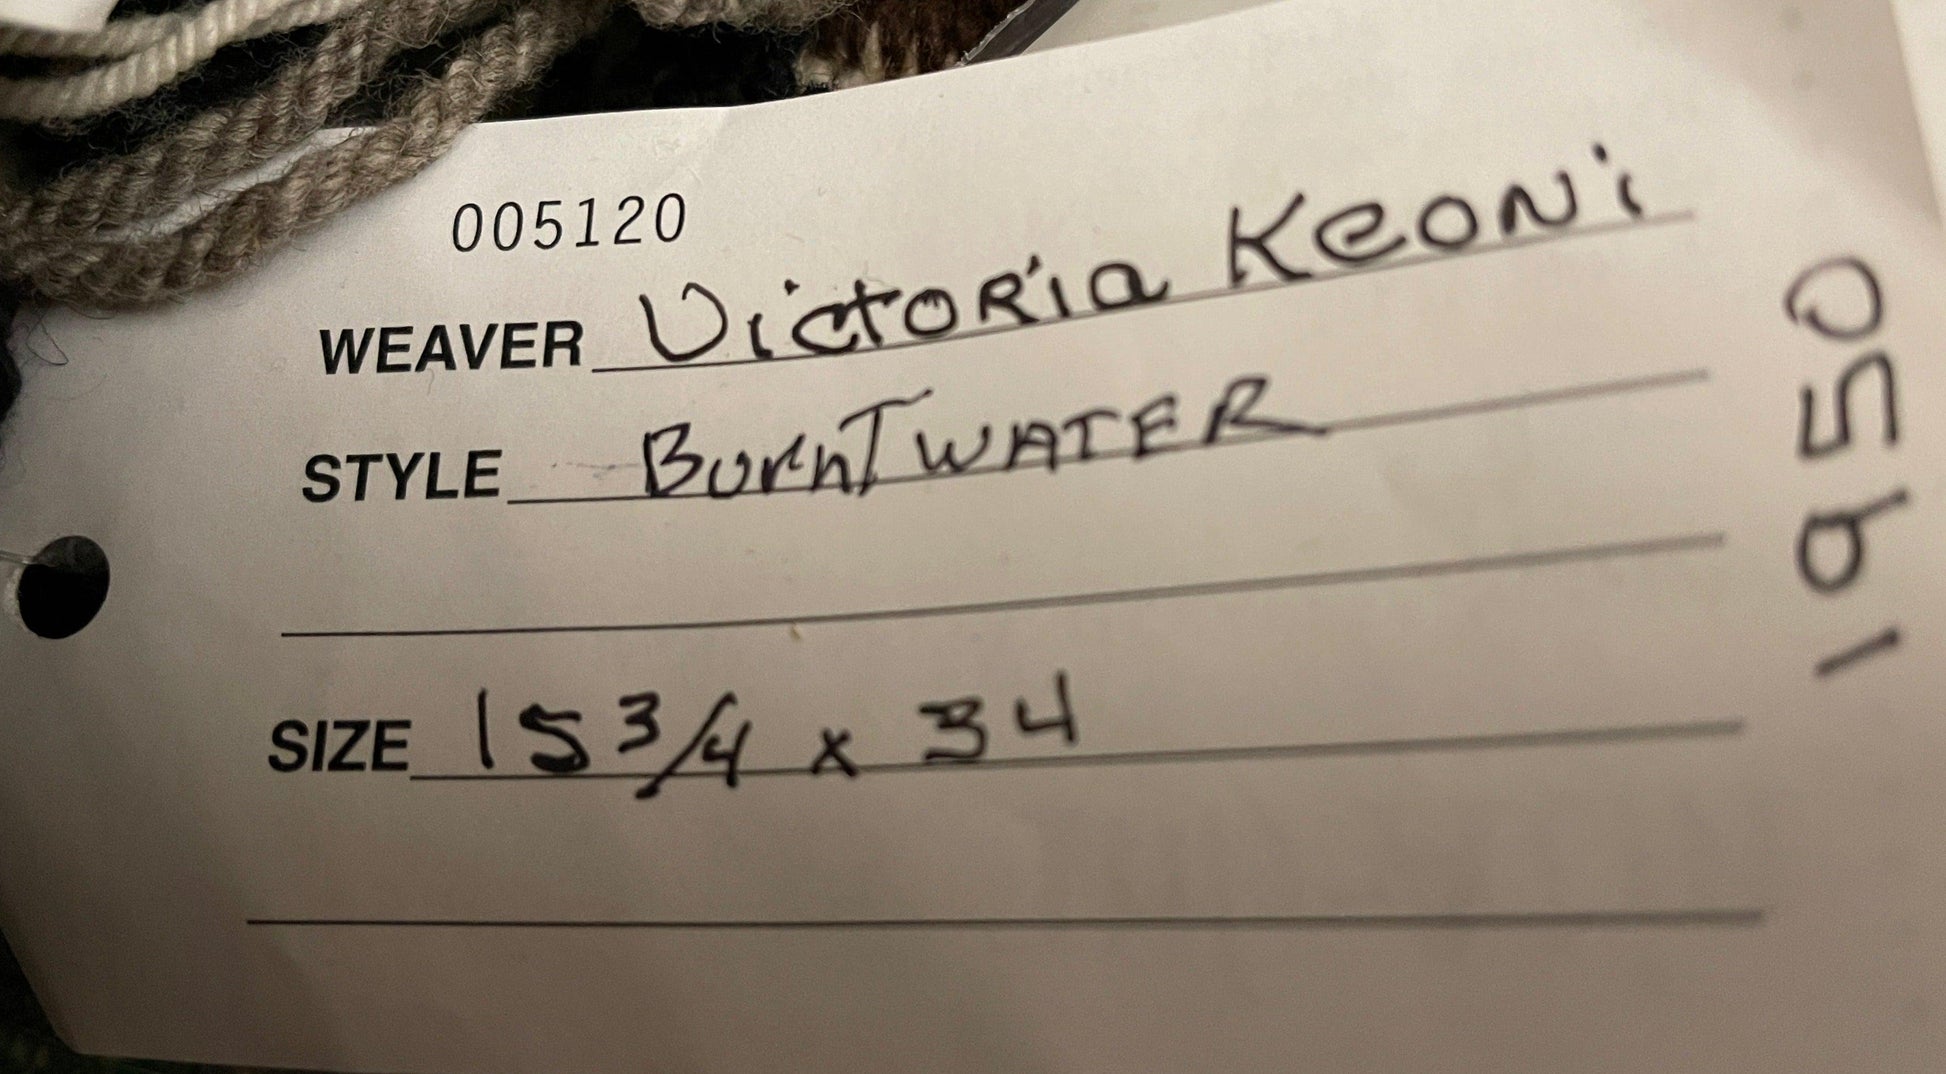 005120
WEAVER Victoria Keoni
STYLE Burntwater
SIZE 15 3/4 x 34
1950